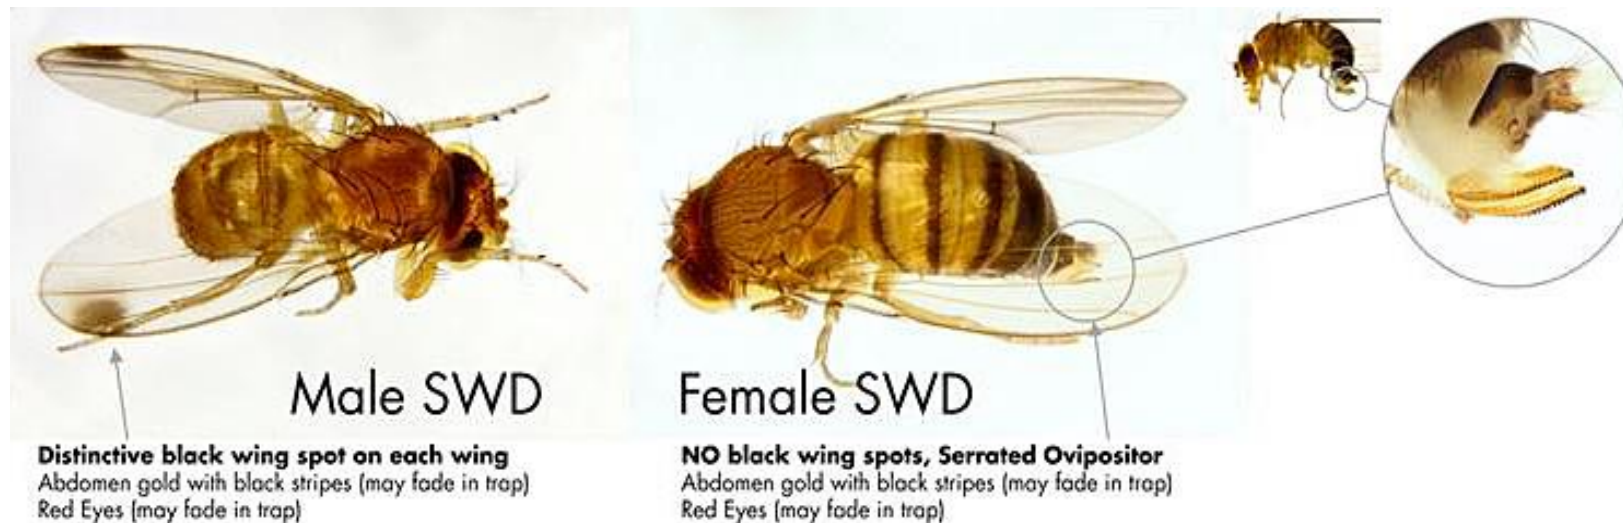 Male SWD
Distinctive black wing spot on each wing
Abdomen gold with black stripes (may fade in trap)
Red Eyes (may fade in trap)
Female SWD
NO black wing spots, Serrated Ovipositor
Abdomen gold with black stripes (may fade in trap)
Red Eyes (may fade in trap)